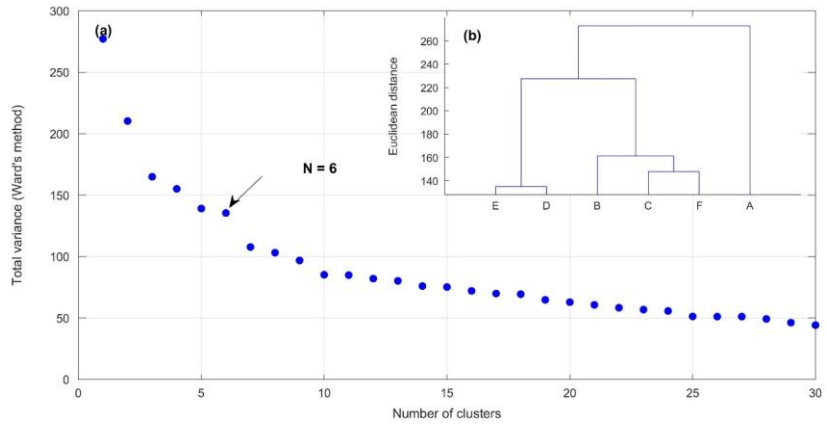 (a)
Total variance (Ward's method)
300
250
200
150
100
50
0
N = 6
0 5 10 15 20 25 30
Number of clusters
(b)
Euclidean distance
260
240
220
200
180
160
140
E D B C F A